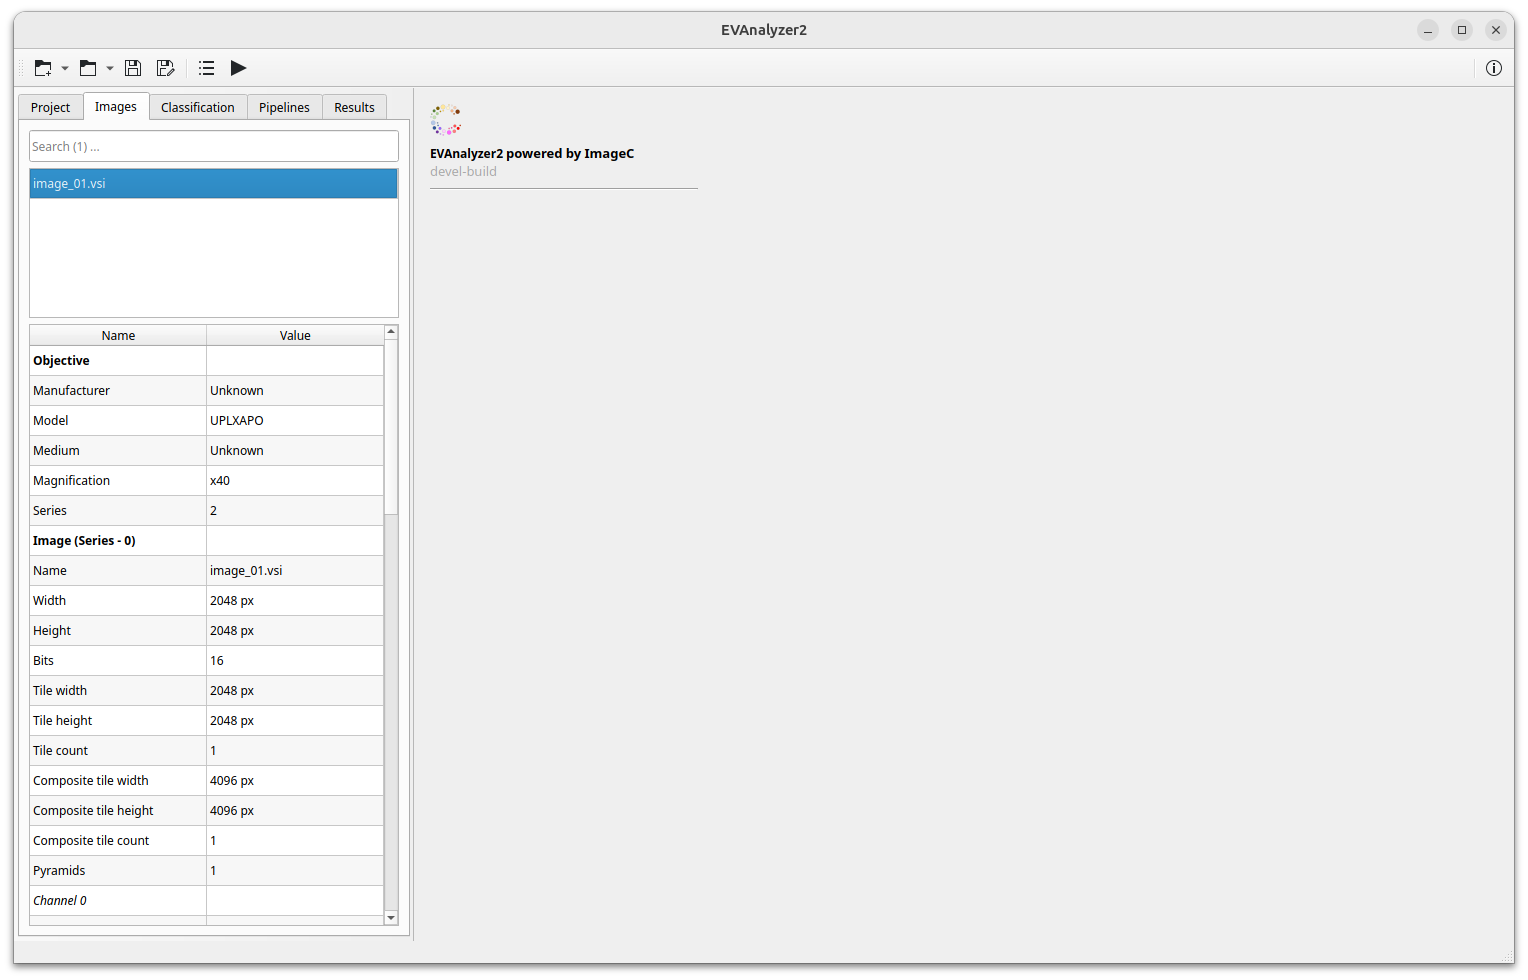 EVAnalyzer2
Project Images Classification Pipelines Results
Search (1) ...
image_01.vsi
Name Value
Objective
Manufacturer Unknown
Model UPLXAPO
Medium Unknown
Magnification x40
Series 2
Image (Series - 0)
Name image_01.vsi
Width 2048 px
Height 2048 px
Bits 16
Tile width 2048 px
Tile height 2048 px
Tile count 1
Composite tile width 4096 px
Composite tile height 4096 px
Composite tile count 1
Pyramids 1
Channel 0
EVAnalyzer2 powered by ImageC
devel-build